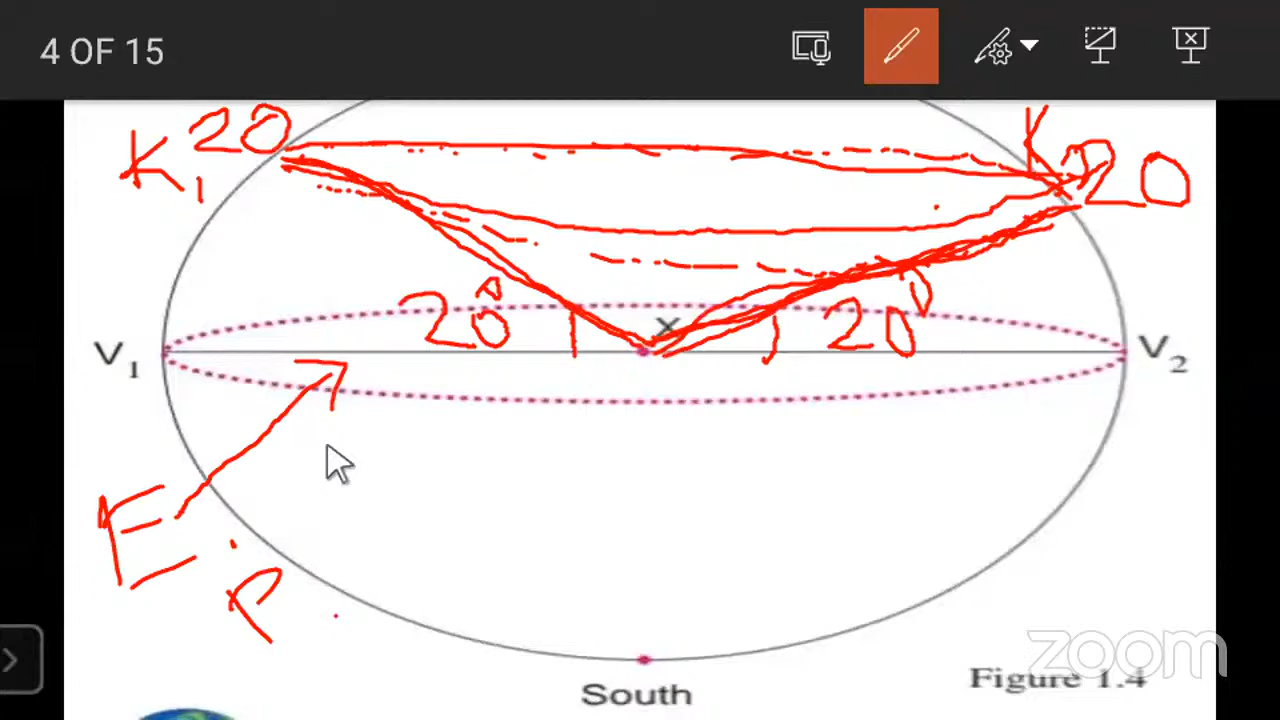 4 OF 15
K₁ 20
K 20
20°
X
20°
V₁
V₂
E.P
zoom
Figure 1.4
South